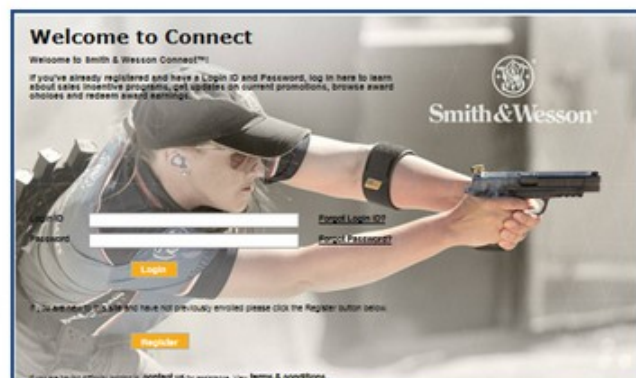 Welcome to Connect
Welcome to Smith & Wesson Connect™!
If you've already registered and have a Login ID and Password, log in here to learn
about sales incentive programs, get updates on current promotions, browse award
choices and redeem award earnings.
Smith & Wesson
Login ID
Forgot Login ID?
Password
Forgot Password?
Login
If you are new to this site and have not previously enrolled please click the Register button below.
Register
contact us
terms & conditions